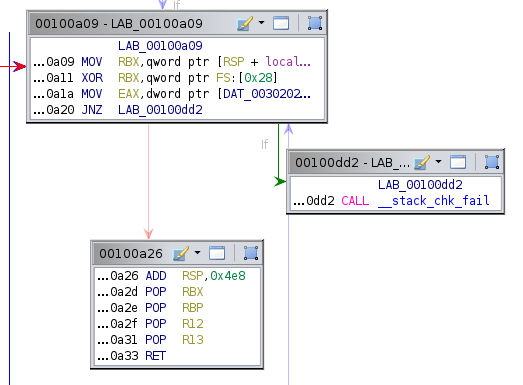 If
00100a09 - LAB_00100a09
LAB_00100a09
...0a09 MOV RBX,qword ptr [RSP + local...
...0a11 XOR RBX,qword ptr FS:[0x28]
...0a1a MOV EAX,dword ptr [DAT_0030202...
...0a20 JNZ LAB_00100dd2
If
00100dd2 - LAB_...
LAB_00100dd2
...0dd2 CALL __stack_chk_fail
00100a26
...0a26 ADD RSP,0x4e8
...0a2d POP RBX
...0a2e POP RBP
...0a2f POP R12
...0a31 POP R13
...0a33 RET